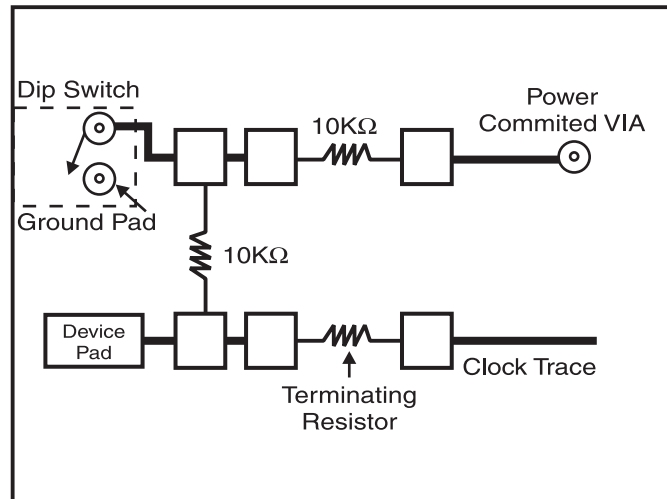 Dip Switch
Power
Commited VIA
10KΩ
Ground Pad
10KΩ
Device
Pad
Clock Trace
Terminating
Resistor